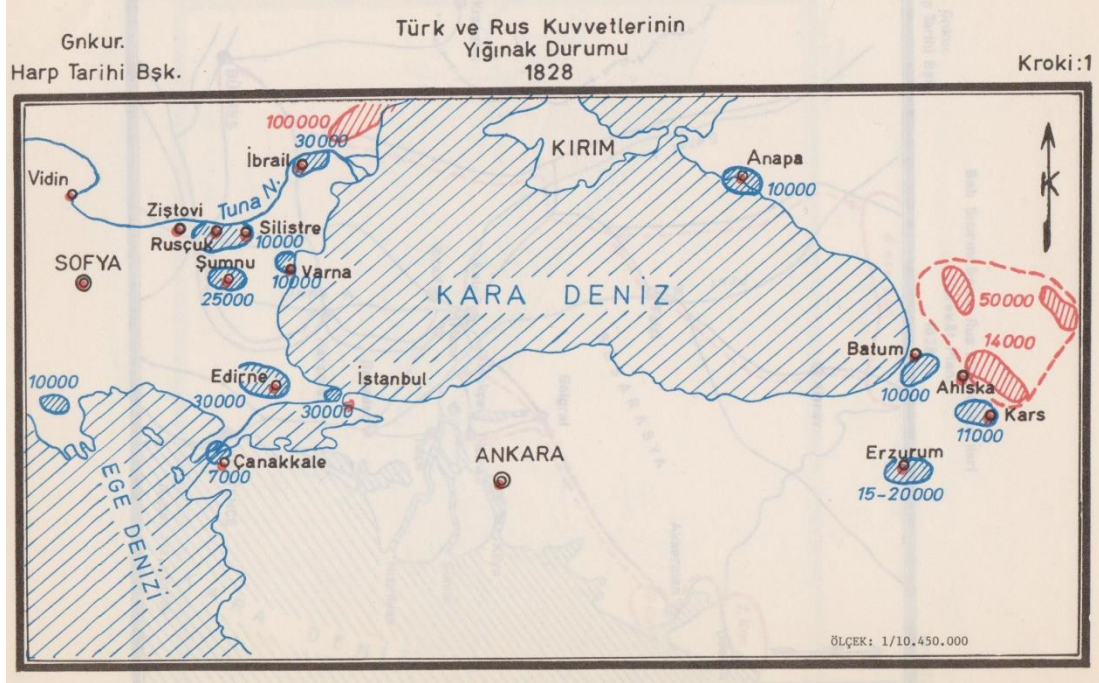 Gnkur.
Harp Tarihi Bşk.
Türk ve Rus Kuvvetlerinin
Yığınak Durumu
1828
Kroki:1
100000
30000
İbrail
KIRIM
Anapa
10000
K
Vidin
Tuna N.
Ziştovi
Rusçuk
Silistre
10000
SOFYA
Şumnu
25000
Varna
10000
KARA DENİZ
50000
14000
Batum
10000
Ahıska
Kars
11000
10000
Edirne
30000
İstanbul
30000
Çanakkale
7000
ANKARA
Erzurum
15-20000
EGE DENİZİ
ÖLÇEK: 1/10.450.000